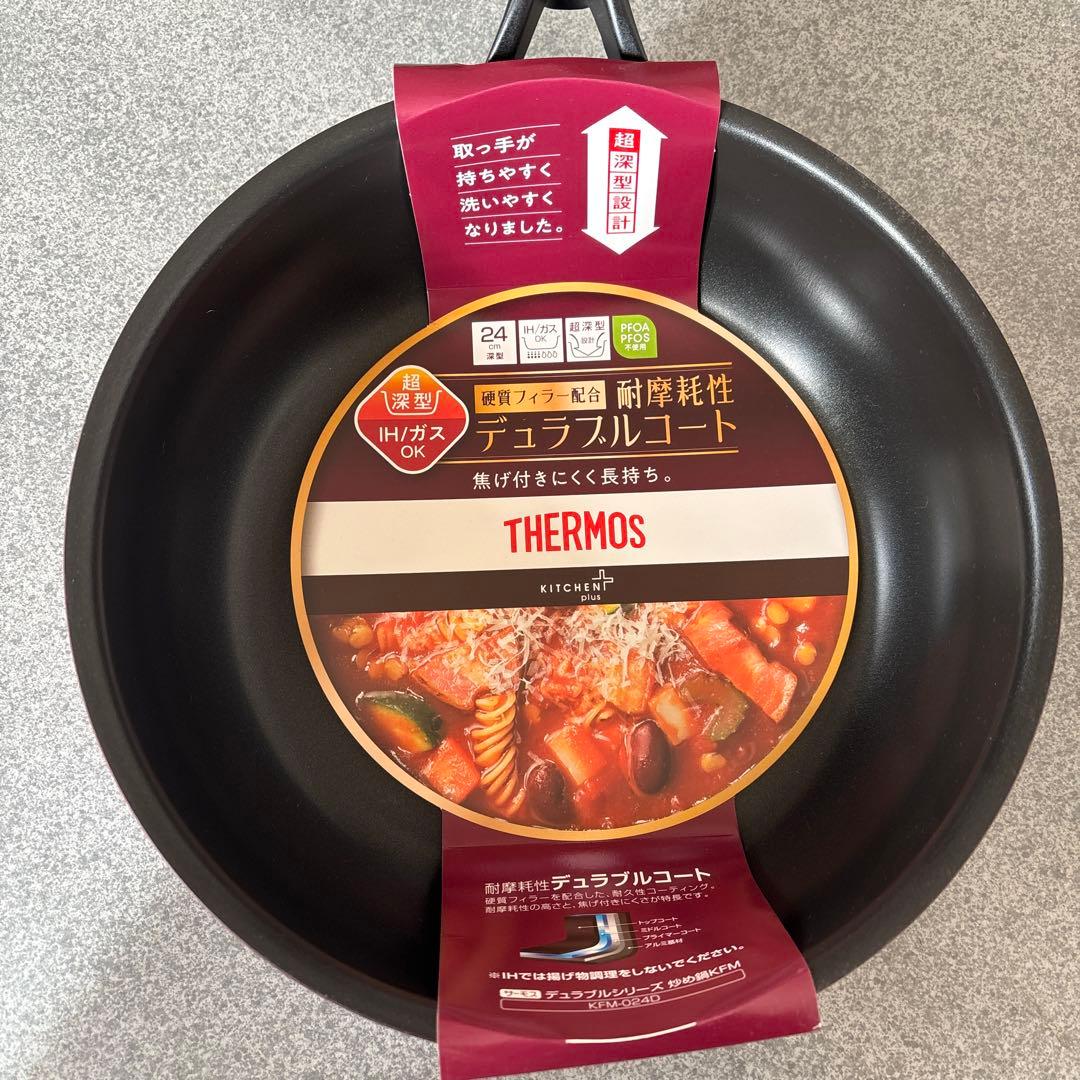 取っ手が
持ちやすく
洗いやすく
なりました。
超深型設計
24
cm
深型
IH/ガス
OK
超深型
設計
PFOA
PFOS
不使用
超
深型
IH/ガス
OK
硬質フィラー配合 耐摩耗性
デュラブルコート
焦げ付きにくく長持ち。
THERMOS
KITCHEN
plus
耐摩耗性デュラブルコート
硬質フィラーを配合した、耐久性コーティング。
耐摩耗性の高さと、焦げ付きにくさが特長です。
トップコート
ミドルコート
プライマーコート
アルミ基材
※IHでは揚げ物調理をしないでください。
サーモス デュラブルシリーズ 炒め鍋KFM
KFM-024D